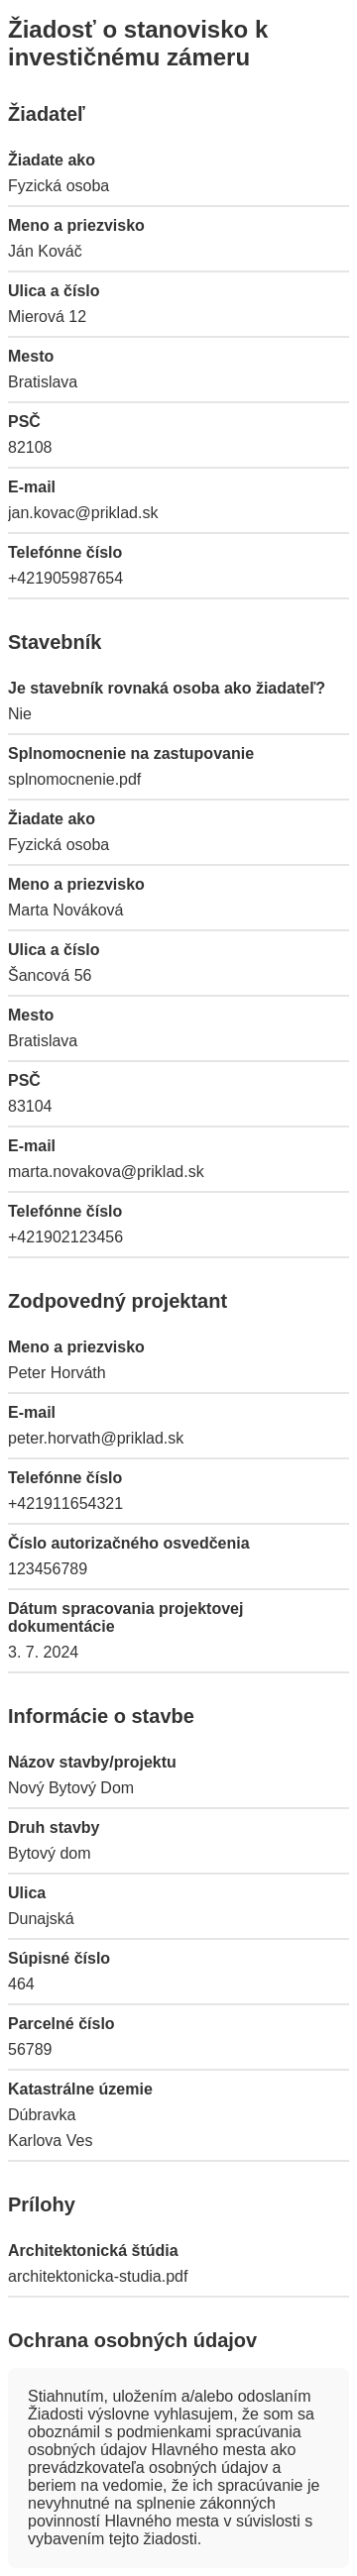 Žiadosť o stanovisko k
investičnému zámeru
Žiadateľ
Žiadate ako
Fyzická osoba
Meno a priezvisko
Ján Kováč
Ulica a číslo
Mierová 12
Mesto
Bratislava
PSČ
82108
E-mail
jan.kovac@priklad.sk
Telefónne číslo
+421905987654
Stavebník
Je stavebník rovnaká osoba ako žiadateľ?
Nie
Splnomocnenie na zastupovanie
splnomocnenie.pdf
Žiadate ako
Fyzická osoba
Meno a priezvisko
Marta Nováková
Ulica a číslo
Šancová 56
Mesto
Bratislava
PSČ
83104
E-mail
marta.novakova@priklad.sk
Telefónne číslo
+421902123456
Zodpovedný projektant
Meno a priezvisko
Peter Horváth
E-mail
peter.horvath@priklad.sk
Telefónne číslo
+421911654321
Číslo autorizačného osvedčenia
123456789
Dátum spracovania projektovej
dokumentácie
3. 7. 2024
Informácie o stavbe
Názov stavby/projektu
Nový Bytový Dom
Druh stavby
Bytový dom
Ulica
Dunajská
Súpisné číslo
464
Parcelné číslo
56789
Katastrálne územie
Dúbravka
Karlova Ves
Prílohy
Architektonická štúdia
architektonicka-studia.pdf
Ochrana osobných údajov
Stiahnutím, uložením a/alebo odoslaním
Žiadosti výslovne vyhlasujem, že som sa
oboznámil s podmienkami spracúvania
osobných údajov Hlavného mesta ako
prevádzkovateľa osobných údajov a
beriem na vedomie, že ich spracúvanie je
nevyhnutné na splnenie zákonných
povinností Hlavného mesta v súvislosti s
vybavením tejto žiadosti.